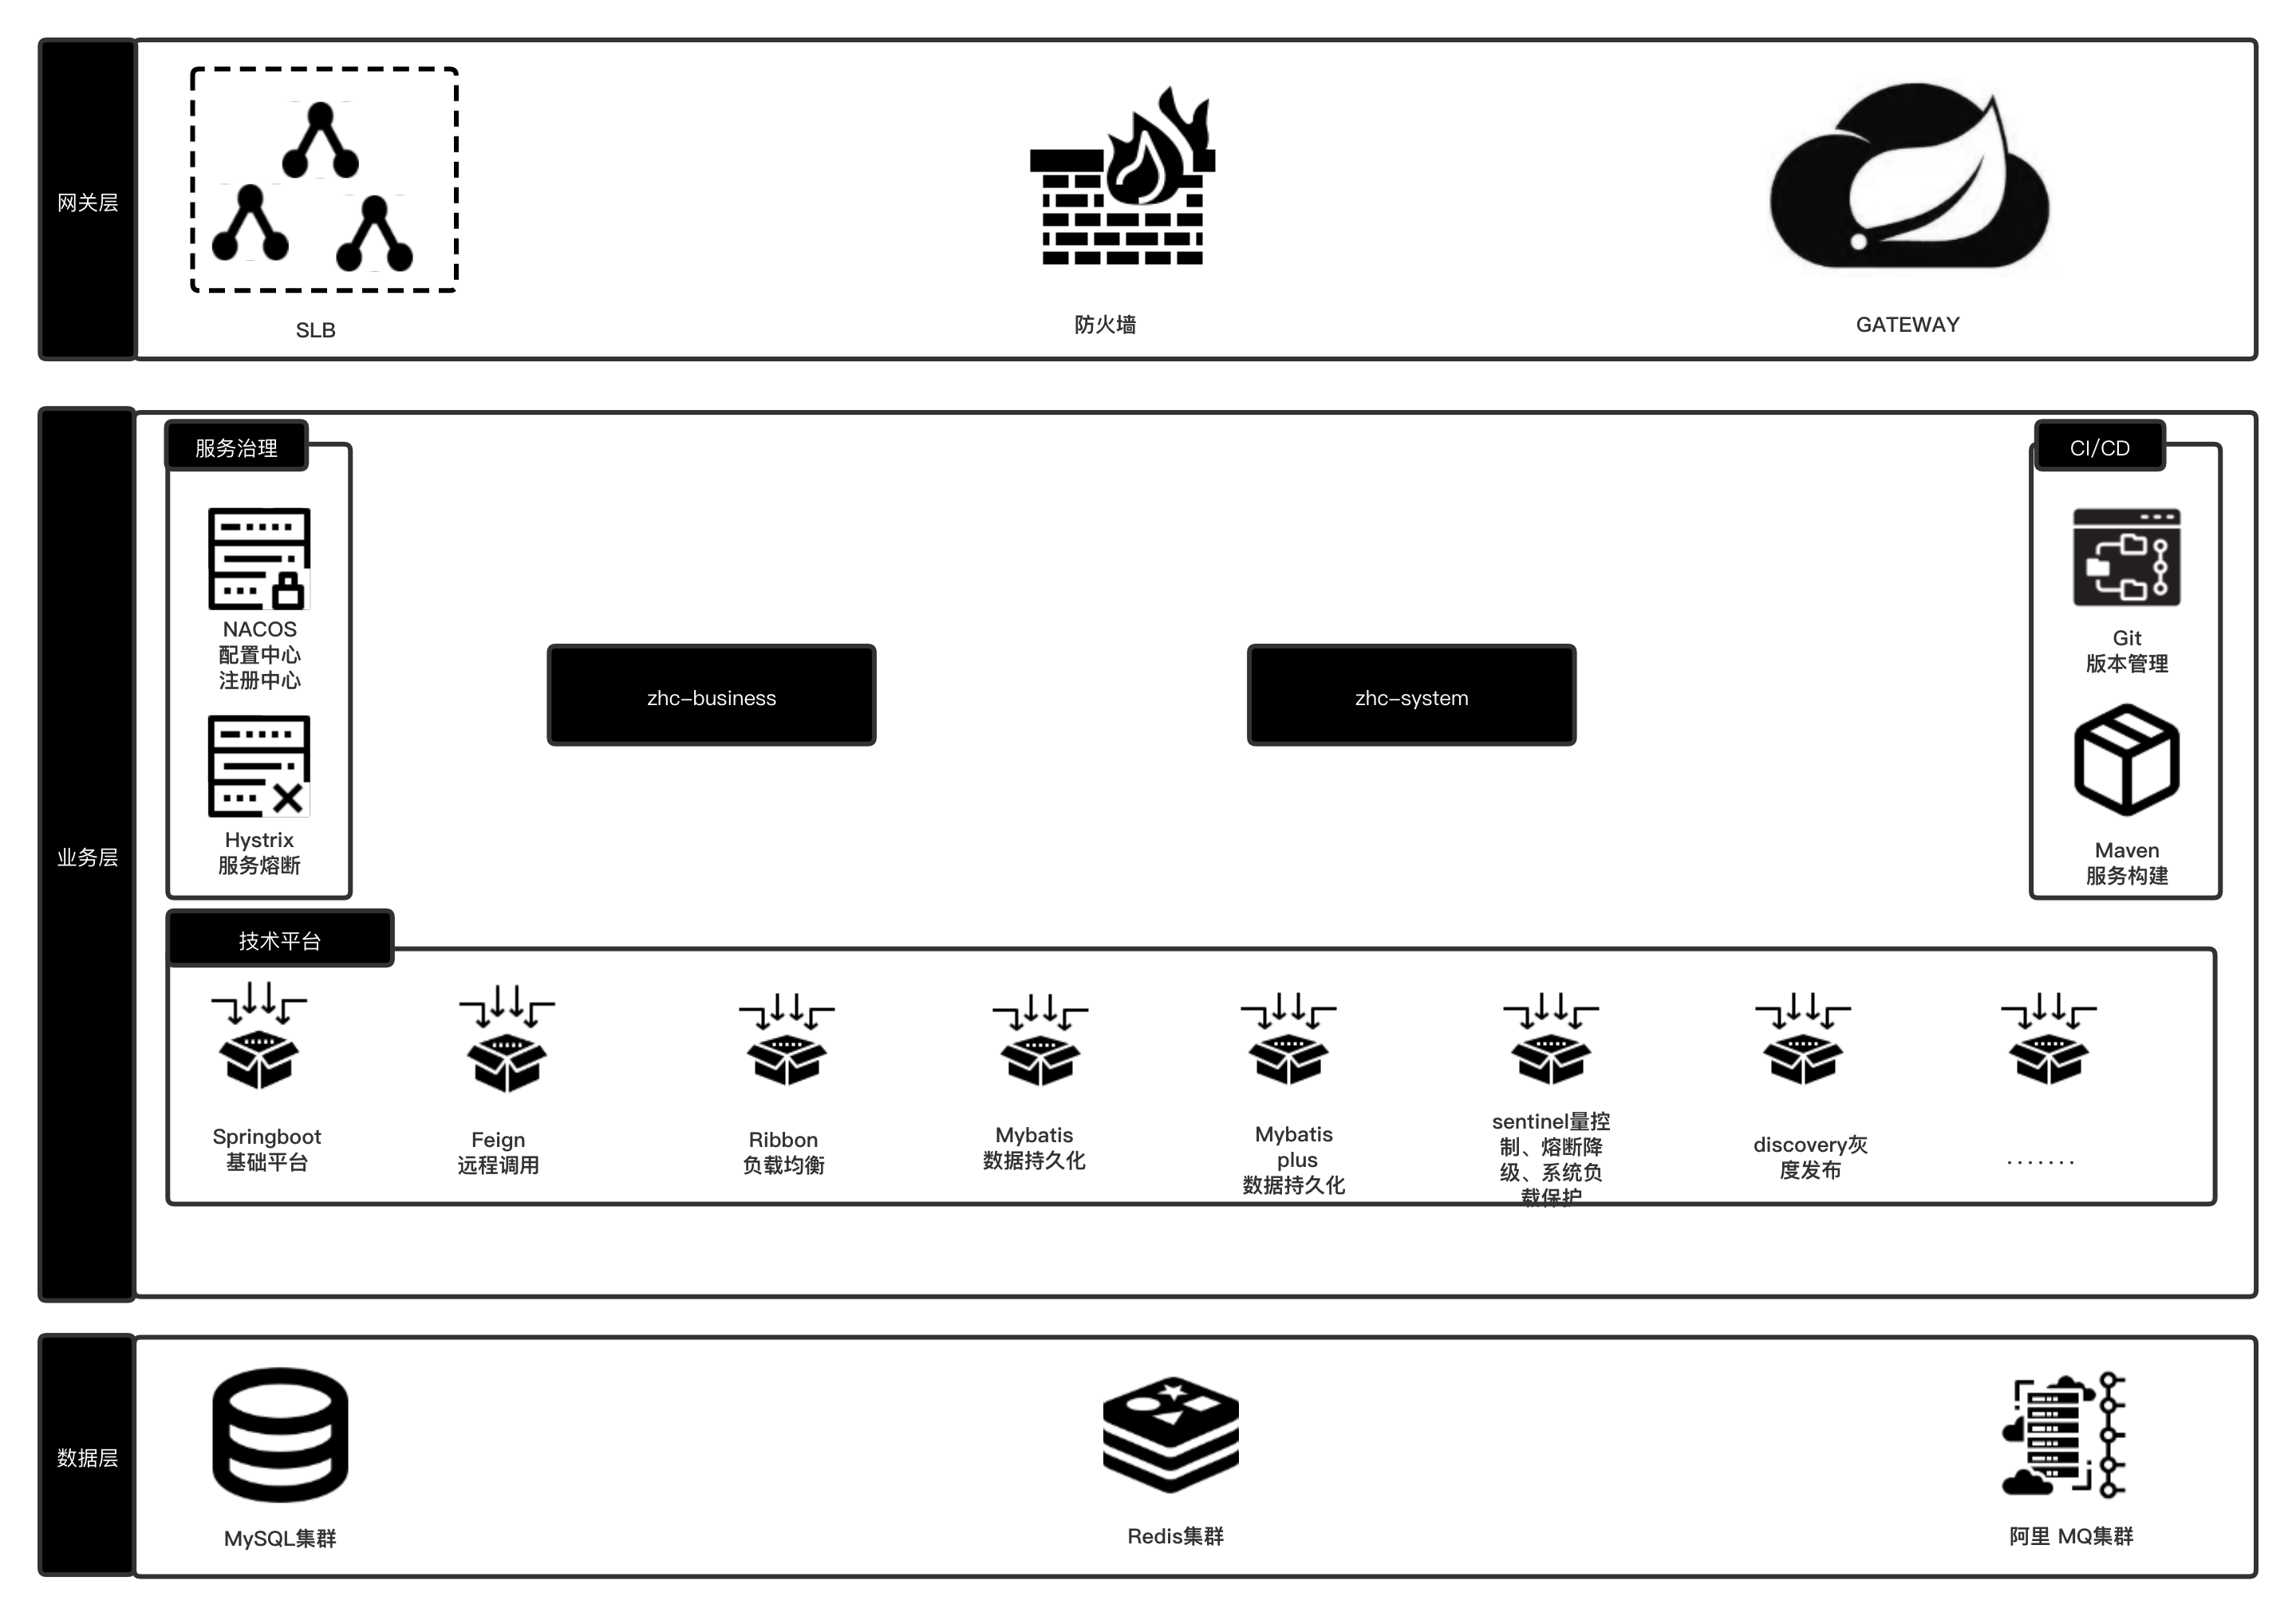 网关层
SLB
防火墙
GATEWAY
业务层
服务治理
NACOS
配置中心
注册中心
Hystrix
服务熔断
zhc-business
zhc-system
CI/CD
Git
版本管理
Maven
服务构建
技术平台
Springboot
基础平台
Feign
远程调用
Ribbon
负载均衡
Mybatis
数据持久化
Mybatis
plus
数据持久化
sentinel量控
制、熔断降
级、系统负
载保护
discovery灰
度发布
.......
数据层
MySQL集群
Redis集群
阿里 MQ集群